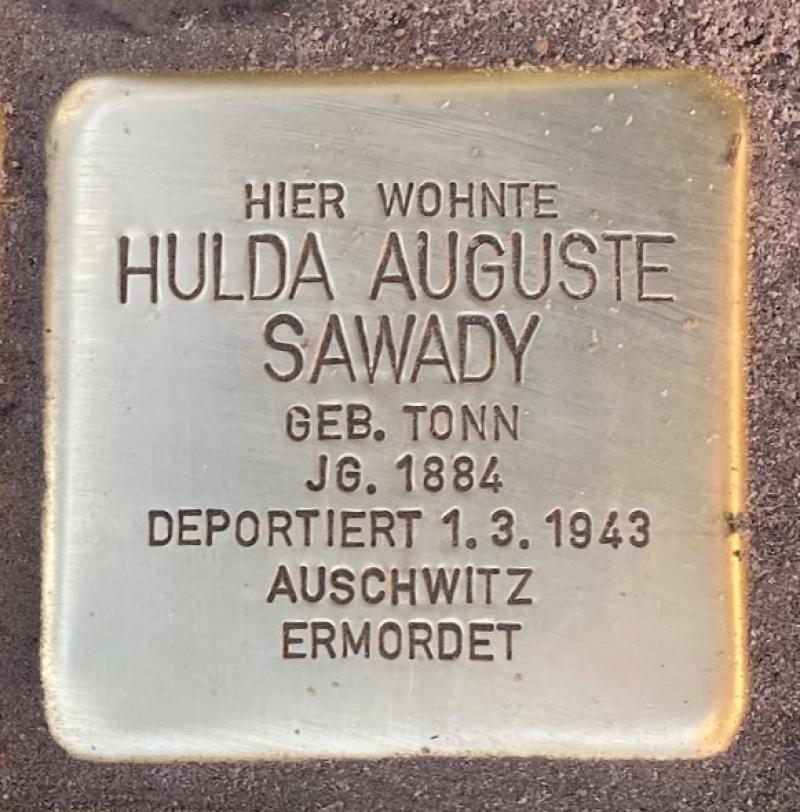 HIER WOHNTE
HULDA AUGUSTE
SAWADY
GEB. TONN
JG. 1884
DEPORTIERT 1.3.1943
AUSCHWITZ
ERMORDET